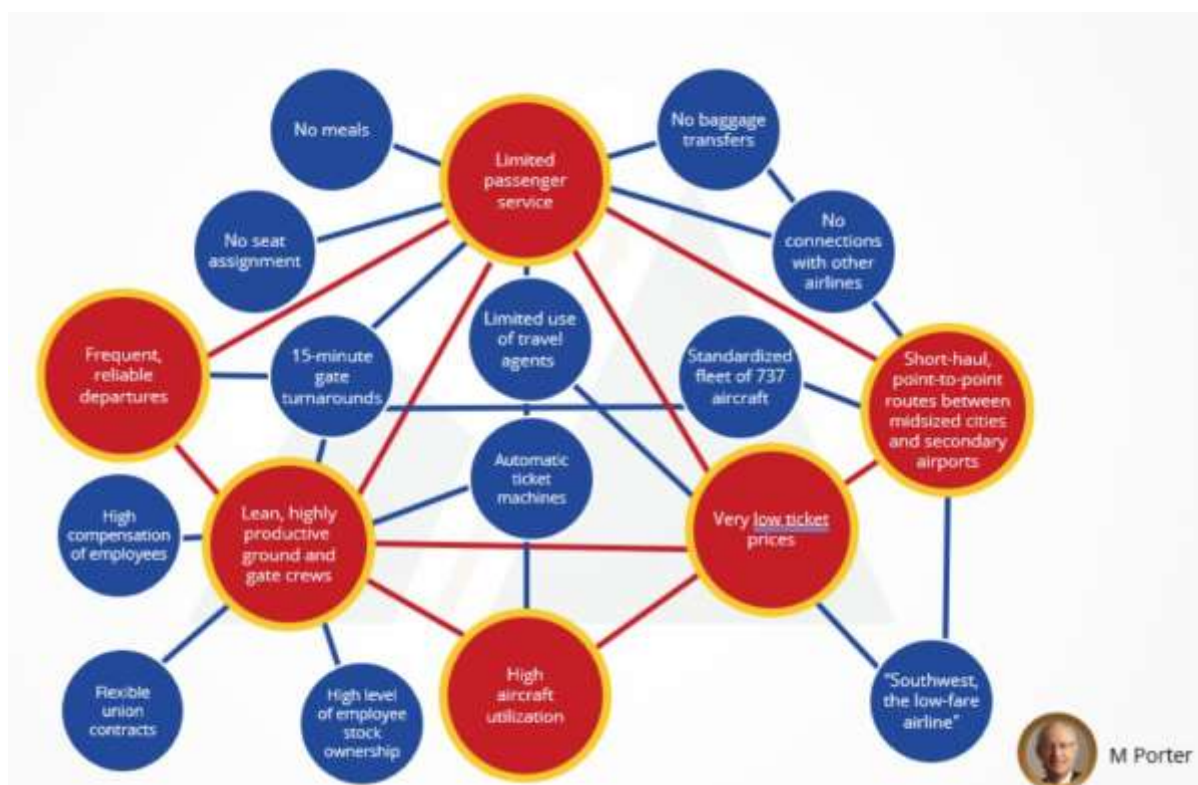 No meals
Limited
passenger
service
No baggage
transfers
No seat
assignment
No
connections
with other
airlines
Frequent,
reliable
departures
15-minute
gate
turnarounds
Limited use
of travel
agents
Standardized
fleet of 737
aircraft
Short-haul,
point-to-point
routes between
midsized cities
and secondary
airports
High
compensation
of employees
Lean, highly
productive
ground and
gate crews
Automatic
ticket
machines
Very low ticket
prices
Flexible
union
contracts
High level
of employee
stock
ownership
High
aircraft
utilization
"Southwest,
the low-fare
airline"
M Porter